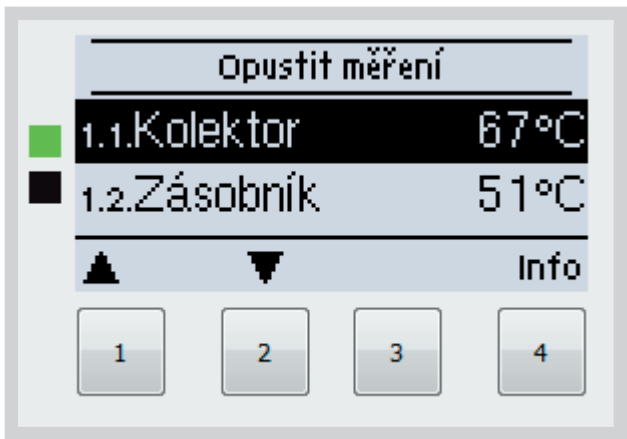 Opustit měření
1.1.Kolektor 67°C
1.2.Zásobník 51°C
Info
1 2 3 4